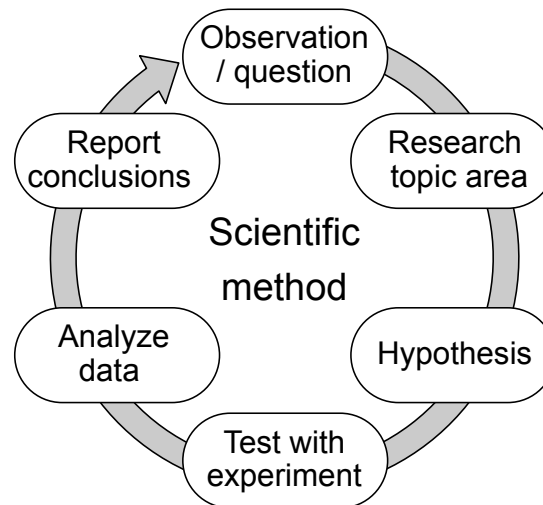 Observation
/ question
Research
topic area
Hypothesis
Test with
experiment
Analyze
data
Report
conclusions
Scientific
method